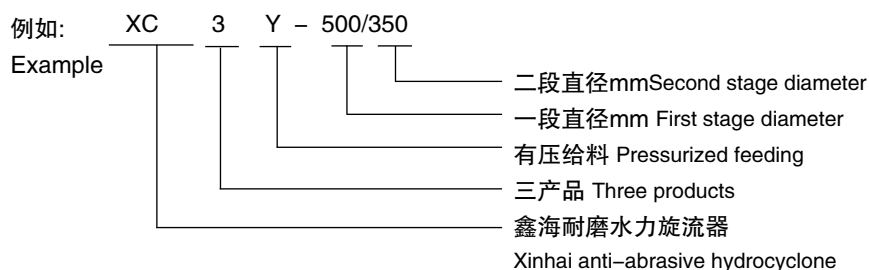 例如: XC 3 Y – 500/350
Example
二段直径mmSecond stage diameter
一段直径mm First stage diameter
有压给料 Pressurized feeding
三产品 Three products
鑫海耐磨水力旋流器
Xinhai anti–abrasive hydrocyclone